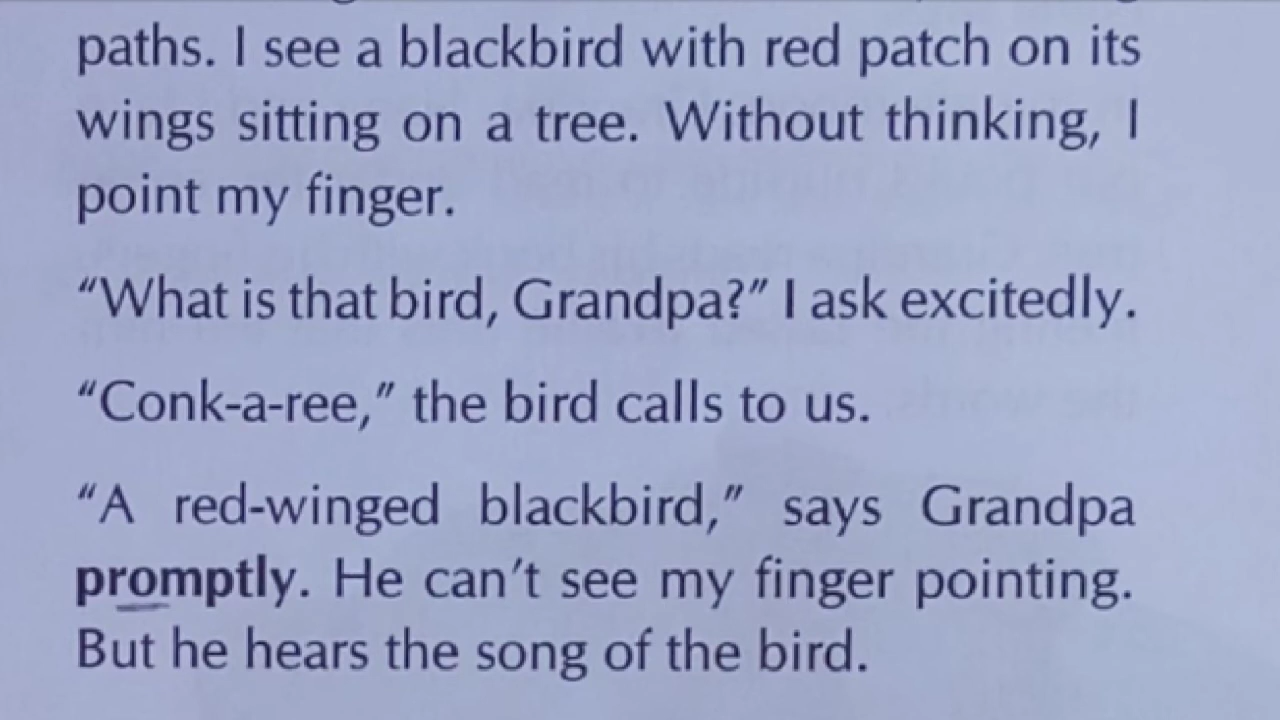 paths. I see a blackbird with red patch on its
wings sitting on a tree. Without thinking, I
point my finger.
“What is that bird, Grandpa?” I ask excitedly.
“Conk-a-ree,” the bird calls to us.
“A red-winged blackbird,” says Grandpa
promptly. He can’t see my finger pointing.
But he hears the song of the bird.